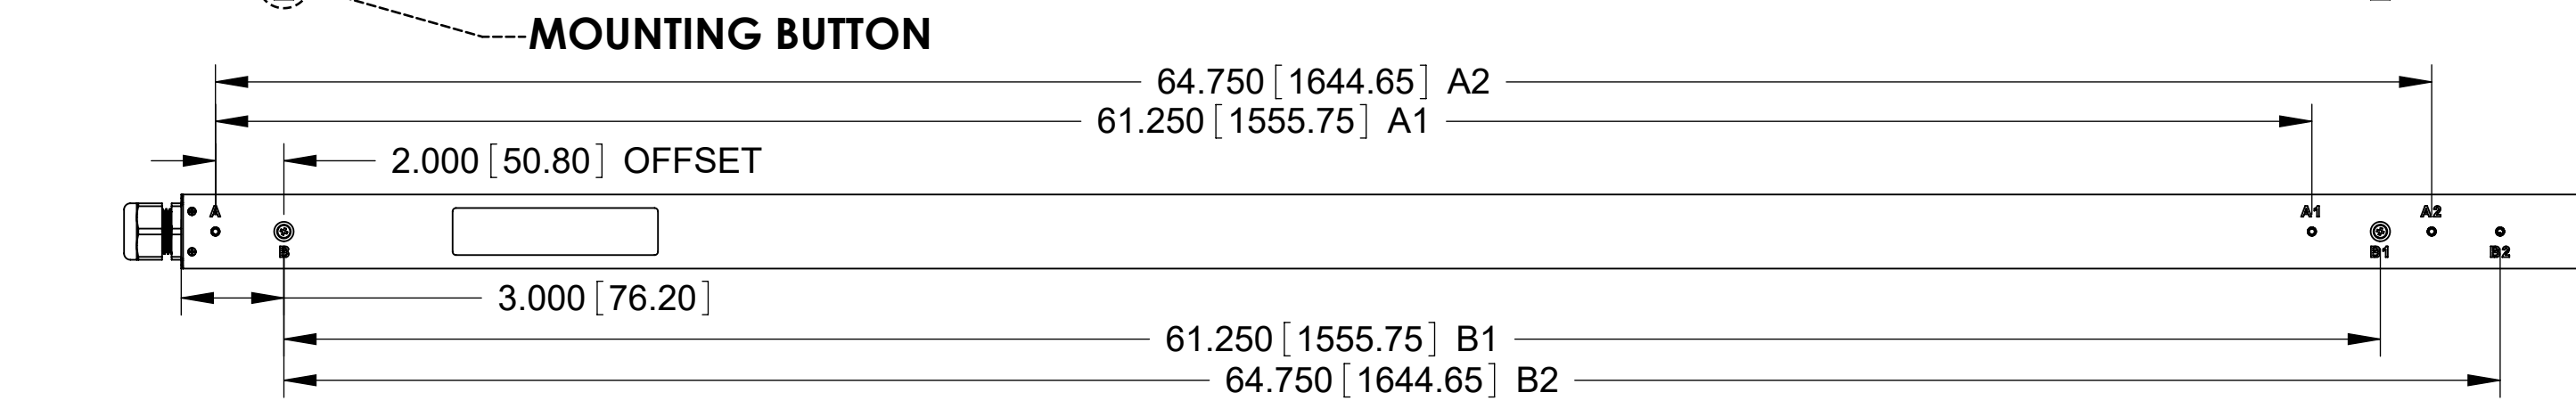 MOUNTING BUTTON
64.750[1644.65] A2
61.250[1555.75] A1
2.000[50.80] OFFSET
A
A1
A2
B
B1
B2
3.000[76.20]
61.250[1555.75] B1
64.750[1644.65] B2